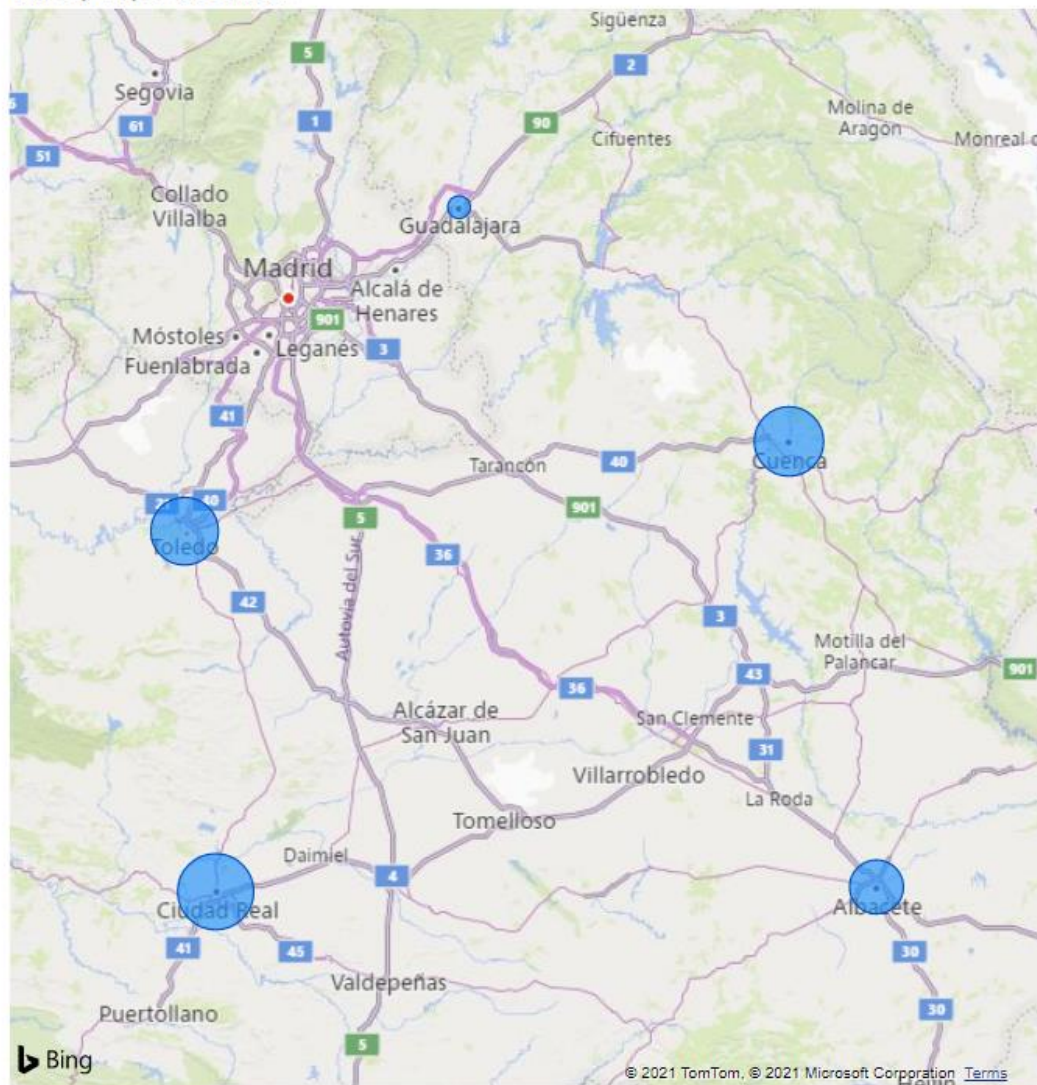 Sigüenza
5
2
Segovia
Molina de
Aragón
61
1
90
Cifuentes
Monreal
51
Collado
Villalba
Guadalajara
Madrid
Alcalá de
Henares
901
Móstoles
Leganés
Fuenlabrada
3
41
Cuenca
Tarancón
40
40
901
5
Toledo
36
Autovía del Sur
42
3
Motilla del
Palancar
901
43
36
Alcázar de
San Juan
San Clemente
31
Villarrobledo
La Roda
Tomelloso
Daimiel
4
Ciudad Real
Albacete
41
45
30
Valdepeñas
Puertollano
30
5
Bing
© 2021 TomTom, © 2021 Microsoft Corporation Terms